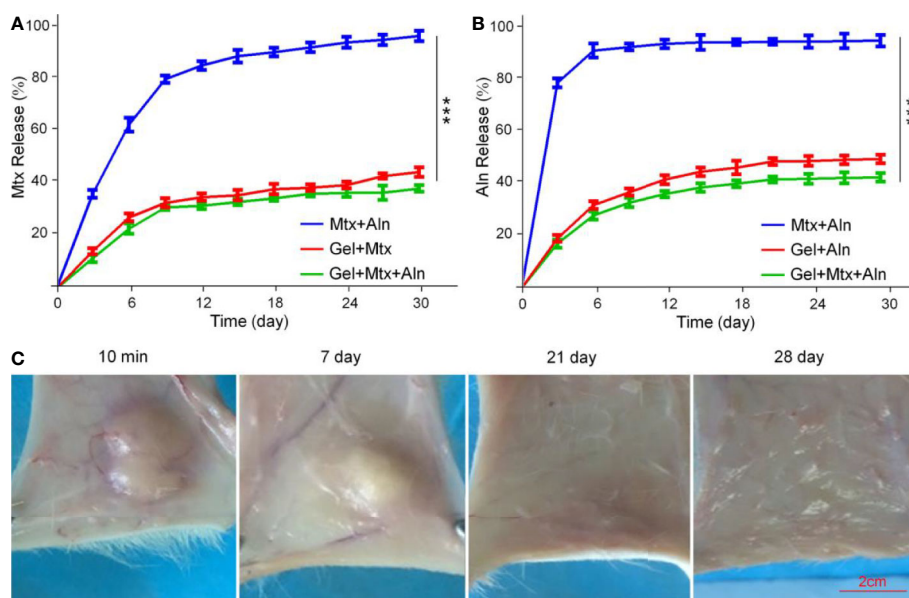 A
Mtx Release (%)
100
80
60
40
20
0
6
12
18
24
30
Time (day)
Mtx+Aln
Gel+Mtx
Gel+Mtx+Aln
***
B
Aln Release (%)
100
80
60
40
20
0
6
12
18
24
30
Time (day)
Mtx+Aln
Gel+Aln
Gel+Mtx+Aln
***
C
10 min
7 day
21 day
28 day
2cm